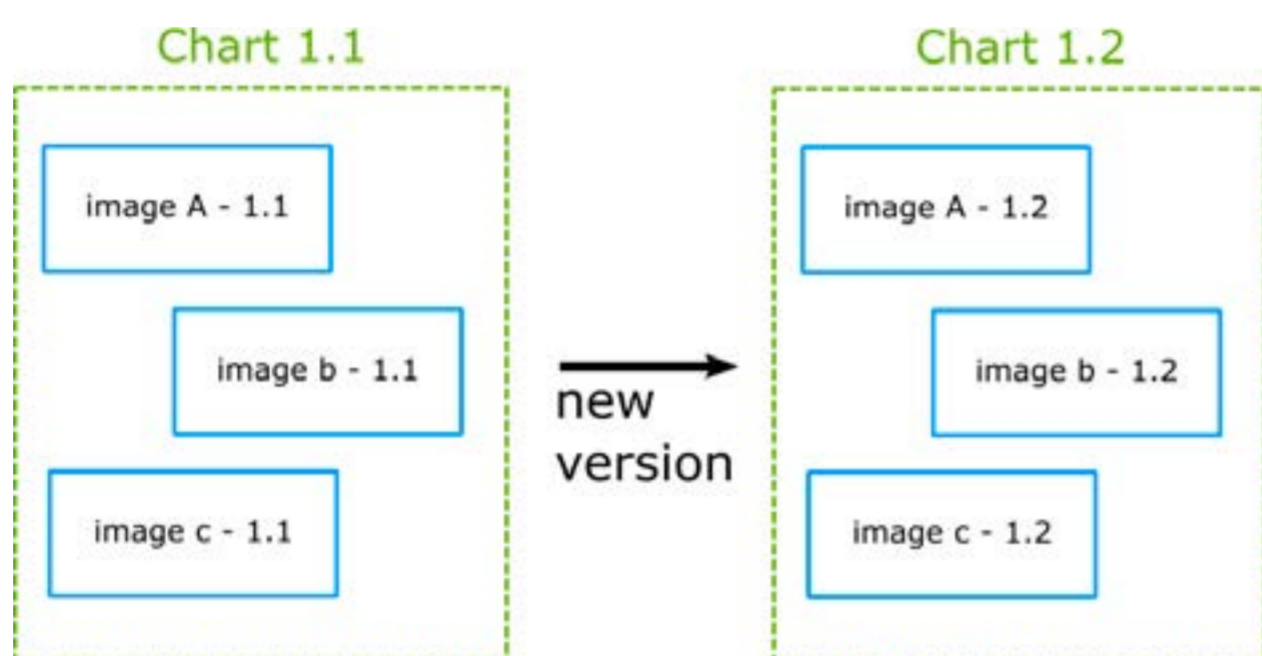 Chart 1.1
image A - 1.1
image b - 1.1
image c - 1.1
new
version
Chart 1.2
image A - 1.2
image b - 1.2
image c - 1.2